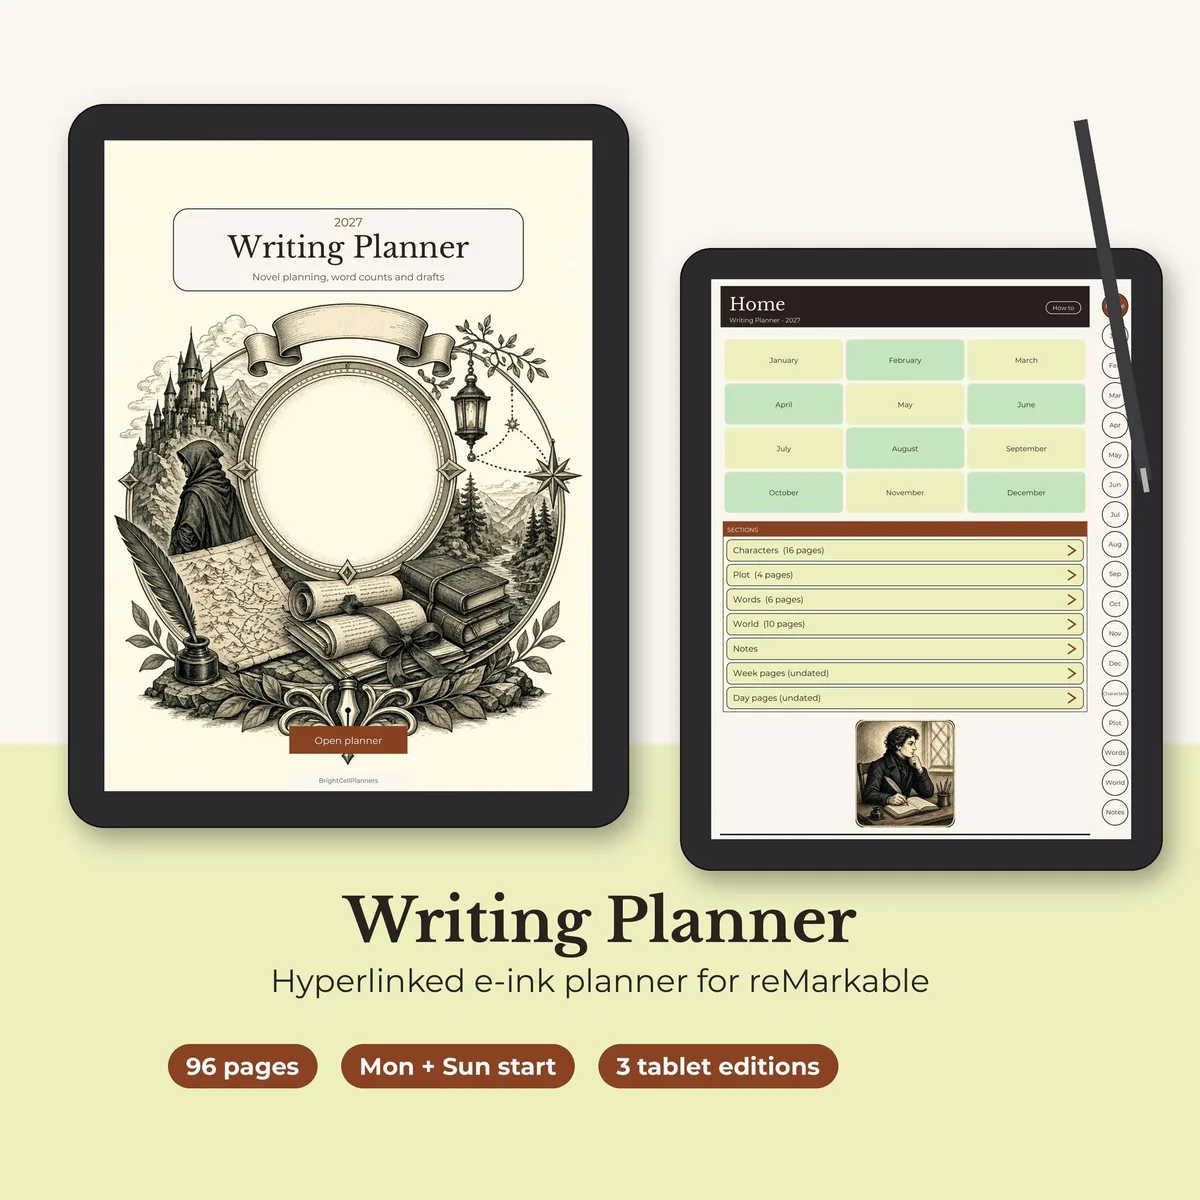 2027
Writing Planner
Novel planning, word counts and drafts
Open planner
BrightCellPlanners
Home
Writing Planner - 2027
How to
January
February
March
April
May
June
July
August
September
October
November
December
SECTIONS
Characters (16 pages)
Plot (4 pages)
Words (6 pages)
World (10 pages)
Notes
Week pages (undated)
Day pages (undated)
Mar
Apr
May
Jun
Jul
Aug
Sep
Oct
Nov
Dec
Characters
Plot
Words
World
Notes
Writing Planner
Hyperlinked e-ink planner for reMarkable
96 pages
Mon + Sun start
3 tablet editions